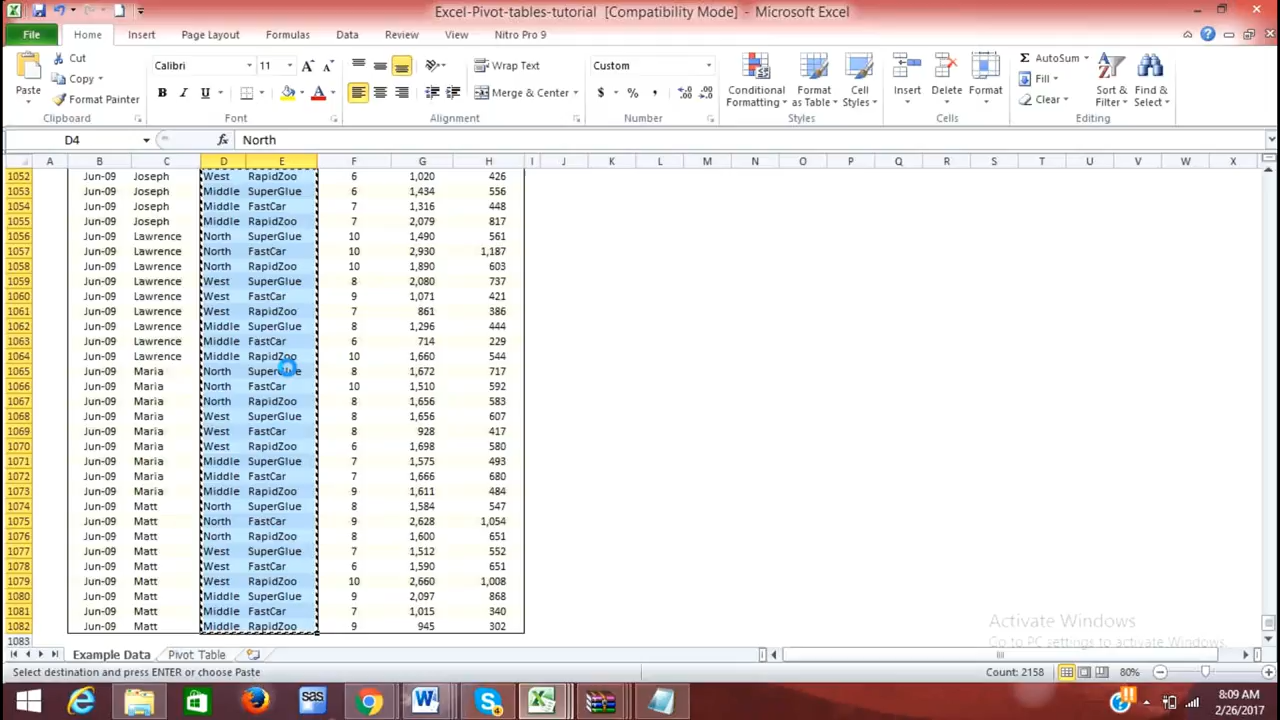 Excel-Pivot-tables-tutorial [Compatibility Mode] - Microsoft Excel
File Home Insert Page Layout Formulas Data Review View Nitro Pro 9
Paste Cut Copy Format Painter
Calibri 11 B I U A A A
Wrap Text Merge & Center
Custom $ % ,
Conditional Formatting Format as Table Cell Styles
Insert Delete Format
AutoSum Fill Clear Sort & Filter Find & Select
Clipboard Font Alignment Number Styles Cells Editing
D4 fx North
A B C D E F G H I J K L M N O P Q R S T U V W X
1052 Jun-09 Joseph West RapidZoo 6 1,020 426
1053 Jun-09 Joseph Middle SuperGlue 6 1,434 556
1054 Jun-09 Joseph Middle FastCar 7 1,316 448
1055 Jun-09 Joseph Middle RapidZoo 7 2,079 817
1056 Jun-09 Lawrence North SuperGlue 10 1,490 561
1057 Jun-09 Lawrence North FastCar 10 2,930 1,187
1058 Jun-09 Lawrence North RapidZoo 10 1,890 603
1059 Jun-09 Lawrence West SuperGlue 8 2,080 737
1060 Jun-09 Lawrence West FastCar 9 1,071 421
1061 Jun-09 Lawrence West RapidZoo 7 861 386
1062 Jun-09 Lawrence Middle SuperGlue 8 1,296 444
1063 Jun-09 Lawrence Middle FastCar 6 714 229
1064 Jun-09 Lawrence Middle RapidZoo 10 1,660 544
1065 Jun-09 Maria North SuperGlue 8 1,672 717
1066 Jun-09 Maria North FastCar 10 1,510 592
1067 Jun-09 Maria North RapidZoo 8 1,656 583
1068 Jun-09 Maria West SuperGlue 8 1,656 607
1069 Jun-09 Maria West FastCar 8 928 417
1070 Jun-09 Maria West RapidZoo 6 1,698 580
1071 Jun-09 Maria Middle SuperGlue 7 1,575 493
1072 Jun-09 Maria Middle FastCar 7 1,666 680
1073 Jun-09 Maria Middle RapidZoo 9 1,611 484
1074 Jun-09 Matt North SuperGlue 8 1,584 547
1075 Jun-09 Matt North FastCar 9 2,628 1,054
1076 Jun-09 Matt North RapidZoo 8 1,600 651
1077 Jun-09 Matt West SuperGlue 7 1,512 552
1078 Jun-09 Matt West FastCar 6 1,590 651
1079 Jun-09 Matt West RapidZoo 10 2,660 1,008
1080 Jun-09 Matt Middle SuperGlue 9 2,097 868
1081 Jun-09 Matt Middle FastCar 7 1,015 340
1082 Jun-09 Matt Middle RapidZoo 9 945 302
1083
Activate Windows
Go to PC settings to activate Windows.
Example Data Pivot Table
Select destination and press ENTER or choose Paste Count: 2158 80%
sas 8:09 AM
2/26/2017